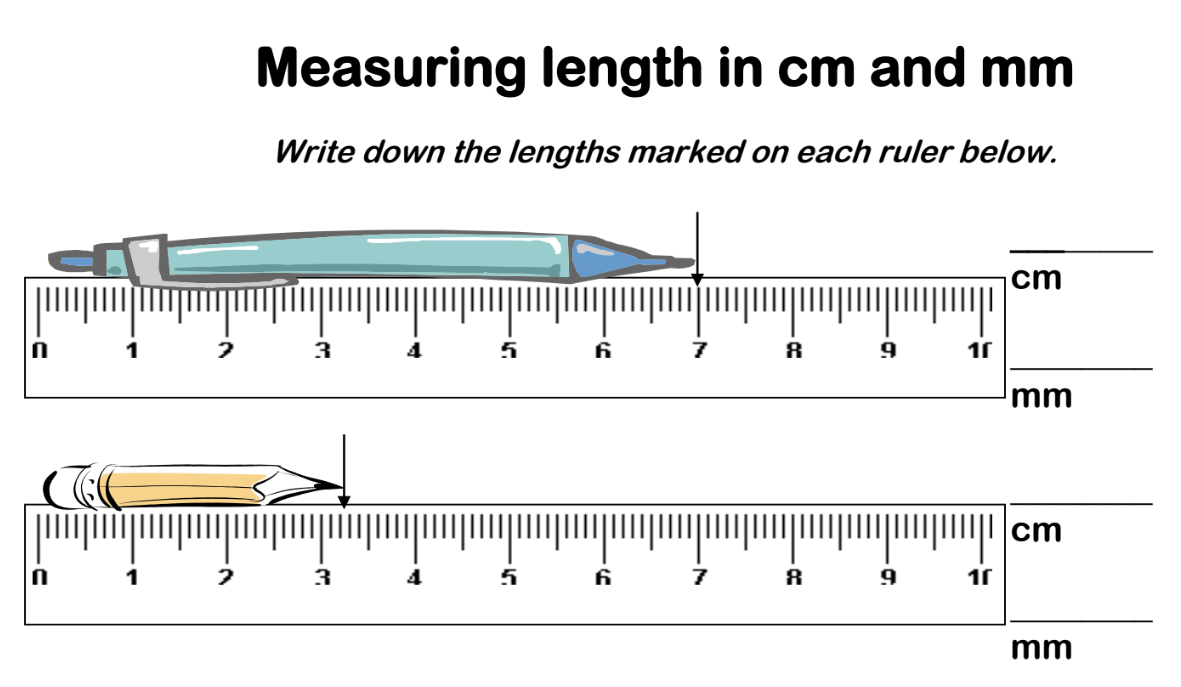 Measuring length in cm and mm
Write down the lengths marked on each ruler below.
cm
0 1 2 3 4 5 6 7 8 9 10
mm
cm
0 1 2 3 4 5 6 7 8 9 10
mm